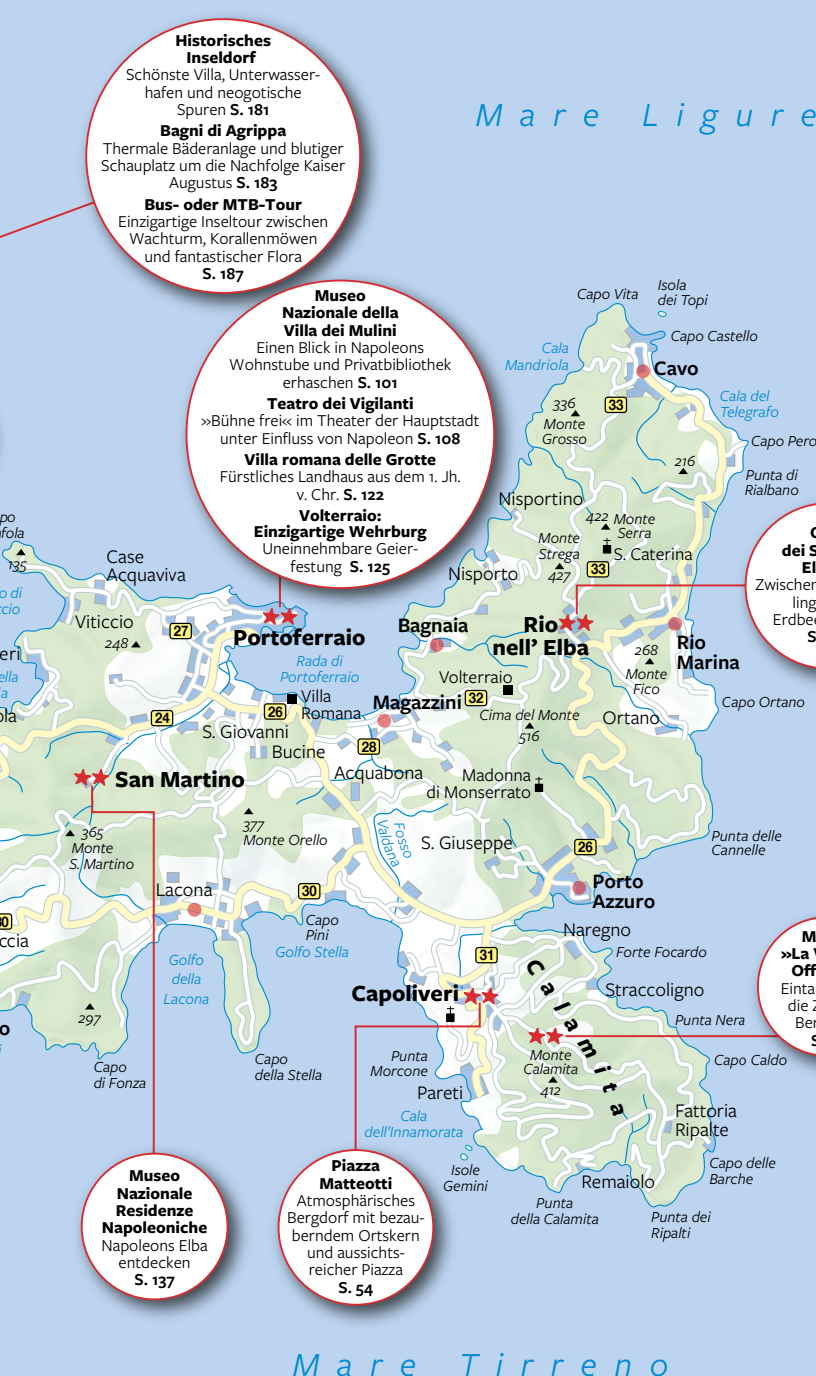 Historisches
Inseldorf
Schönste Villa, Unterwasser-
hafen und neogotische
Spuren S. 181
Bagni di Agrippa
Thermale Bäderanlage und blutiger
Schauplatz um die Nachfolge Kaiser
Augustus S. 183
Bus- oder MTB-Tour
Einzigartige Inseltour zwischen
Wachturm, Korallenmöwen
und fantastischer Flora
S. 187
Mare Ligure
Museo
Nazionale della
Villa dei Mulini
Einen Blick in Napoleons
Wohnstube und Privatbibliothek
erhaschen S. 101
Teatro dei Vigilanti
»Bühne frei« im Theater der Hauptstadt
unter Einfluss von Napoleon S. 108
Villa romana delle Grotte
Fürstliches Landhaus aus dem 1. Jh.
v. Chr. S. 122
Volterraio:
Einzigartige Wehrburg
Uneinnehmbare Geier-
festung S. 125
Capo Vita
Isola
dei Topi
Capo Castello
Cala
Mandriola
Cavo
Cala del
Telegrafo
336
Monte
Grosso
33
Capo Pero
216
Punta di
Rialbano
Nisportino
422 Monte
Serra
Monte
Strega
427
S. Caterina
33
Nisporto
135
Case
Acquaviva
Viticcio
248
27
Portoferraio
Rada di
Portoferraio
Bagnaia
Rio
nell' Elba
268
Monte
Fico
Rio
Marina
Volterraio
Villa
Romana
Magazzini
32
Cima del Monte
516
Ortano
Capo Ortano
24
26
S. Giovanni
Bucine
28
San Martino
Acquabona
Madonna
di Monserrato
365
Monte
S. Martino
377
Monte Orello
Fosso
Valdana
S. Giuseppe
26
Punta delle
Cannelle
Porto
Azzuro
Lacona
30
Capo
Pini
Golfo Stella
Golfo
della
Lacona
31
Naregno
Forte Focardo
Capoliveri
Calamita
Straccoligno
Punta Nera
297
Capo
di Fonza
Capo
della Stella
Punta
Morcone
Monte
Calamita
412
Capo Caldo
Pareti
Cala
dell'Innamorata
Fattoria
Ripalte
Isole
Gemini
Remaiolo
Capo delle
Barche
Punta
della Calamita
Punta dei
Ripalti
Museo
Nazionale
Residenze
Napoleoniche
Napoleons Elba
entdecken
S. 137
Piazza
Matteotti
Atmosphärisches
Bergdorf mit bezau-
berndem Ortskern
und aussichts-
reicher Piazza
S. 54
Mare Tirreno